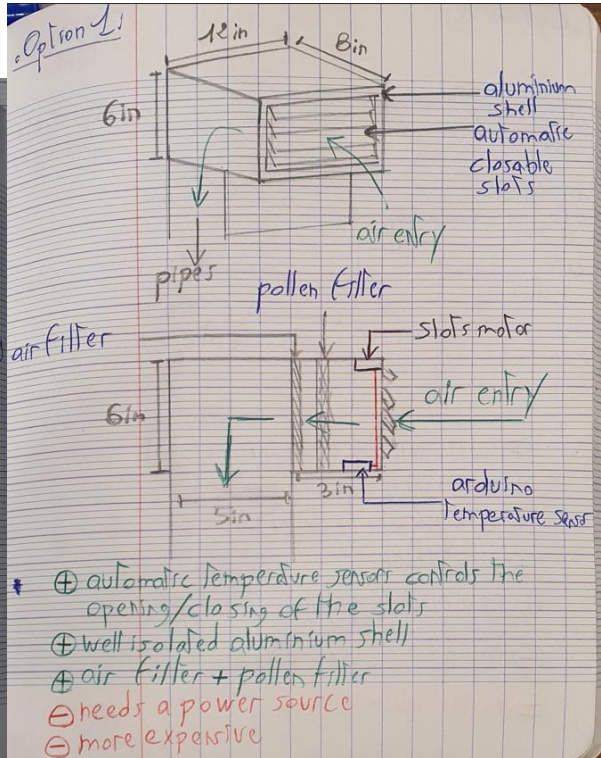 Option 1:
12 in
8in
6in
aluminium
shell
automatic
closable
slots
air entry
pipes
pollen filter
air filter
slots motor
6in
air entry
3in
5in
arduino
temperature sensor
⊕ automatic temperature sensors controls the
opening/closing of the slots
⊕ well isolated aluminium shell
⊕ air filter + pollen filter
⊖ needs a power source
⊖ more expensive